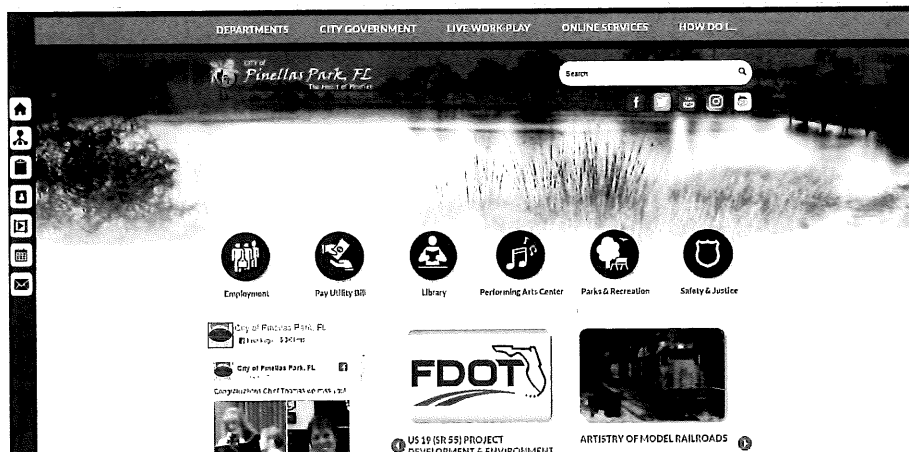 DEPARTMENTS CITY GOVERNMENT LIVE-WORK-PLAY ONLINE SERVICES HOW DO I...
CITY OF
Pinellas Park, FL
Search
Employment Pay Utility Bill Library Performing Arts Center Parks & Recreation Safety & Justice
City of Pinellas Park, FL
City of Pinellas Park, FL
FDOT
US 19 (SR 55) PROJECT
DEVELOPMENT & ENVIRONMENT
ARTISTRY OF MODEL RAILROADS